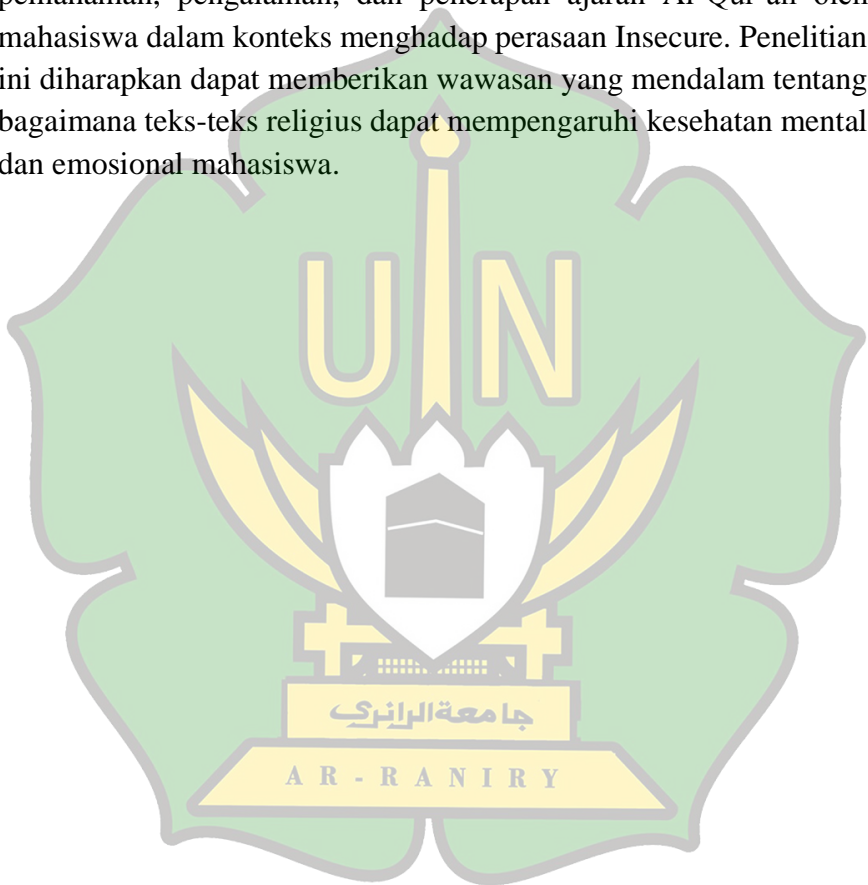 pemahaman, pengalaman, dan penerapan ajaran Al-Qur'an oleh
mahasiswa dalam konteks menghadap perasaan Insecure. Penelitian
ini diharapkan dapat memberikan wawasan yang mendalam tentang
bagaimana teks-teks religius dapat mempengaruhi kesehatan mental
dan emosional mahasiswa.
UIN
جامعةالرانري
AR-RANIRY